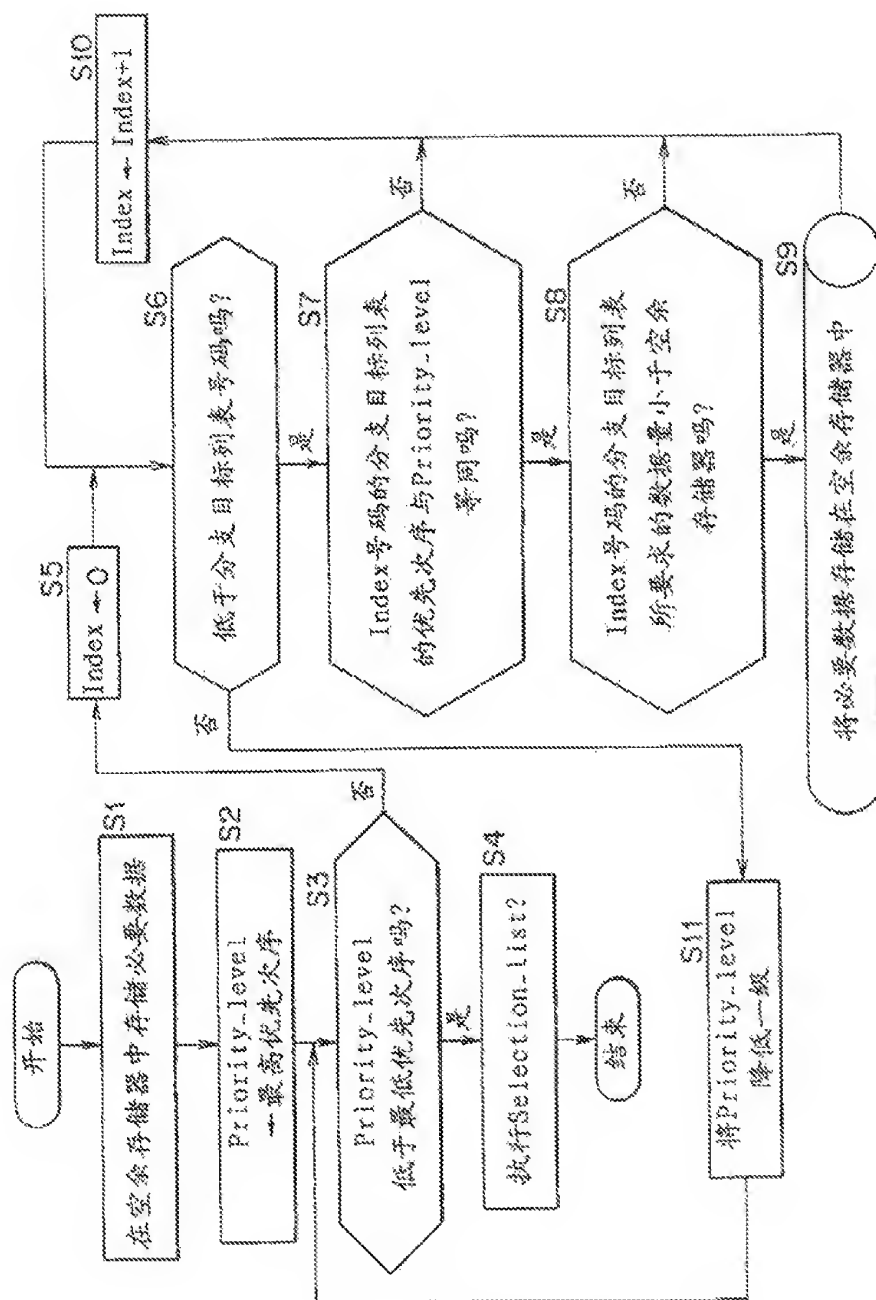 开始
S1
在空余存储器中存储必要数据
S2
Priority_level
←最高优先次序
S3
Priority_level
低于最低优先次序吗?
否
是
S4
执行Selection_list?
结束
S11
将Priority_level
降低一级
S5
Index←0
S10
Index←Index+1
S6
低于分支目标列表号码吗?
否
是
S7
Index号码的分支目标列表
的优先次序与Priority_level
等同吗?
否
是
S8
Index号码的分支目标列表
所要求的数据量小于空余
存储器吗?
否
是
S9
将必要数据存储在空余存储器中